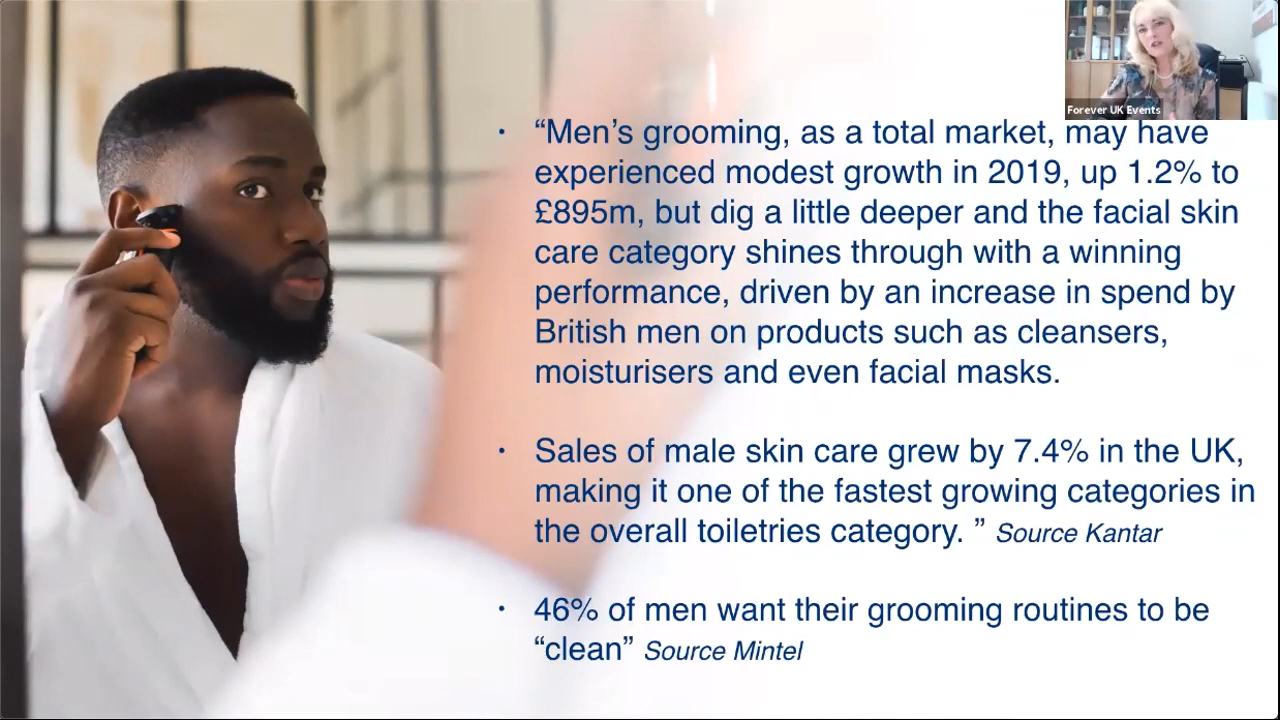 Forever UK Events
• “Men’s grooming, as a total market, may have
experienced modest growth in 2019, up 1.2% to
£895m, but dig a little deeper and the facial skin
care category shines through with a winning
performance, driven by an increase in spend by
British men on products such as cleansers,
moisturisers and even facial masks.
• Sales of male skin care grew by 7.4% in the UK,
making it one of the fastest growing categories in
the overall toiletries category. ” Source Kantar
• 46% of men want their grooming routines to be
“clean” Source Mintel